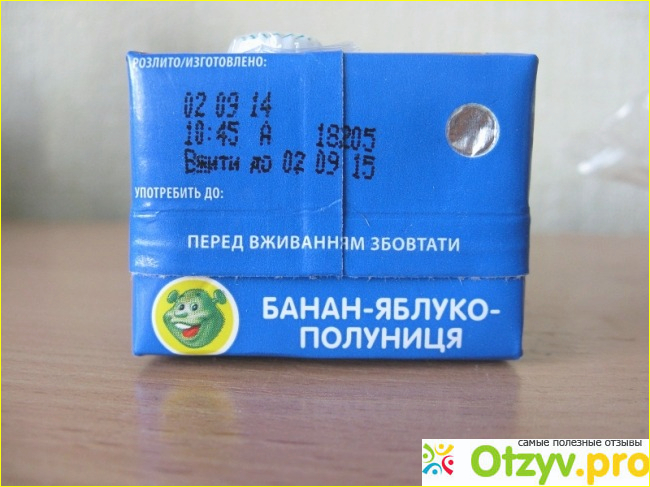 РОЗЛИТО/ИЗГОТОВЛЕНО:
02 09 14
10:45 А 18205
Вжити до 02 09 15
УПОТРЕБИТЬ ДО:
ПЕРЕД ВЖИВАННЯМ ЗБОВТАТИ
БАНАН-ЯБЛУКО-
ПОЛУНИЦЯ
самые полезные отзывы
Otzyv.pro